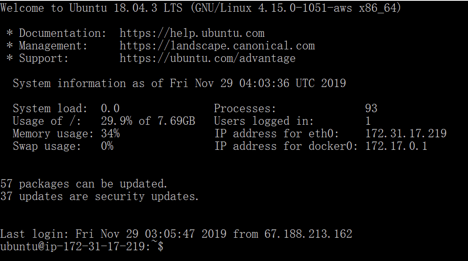 Welcome to Ubuntu 18.04.3 LTS (GNU/Linux 4.15.0-1051-aws x86_64)
* Documentation: https://help.ubuntu.com
* Management: https://landscape.canonical.com
* Support: https://ubuntu.com/advantage
System information as of Fri Nov 29 04:03:36 UTC 2019
System load: 0.0 Processes: 93
Usage of /: 29.9% of 7.69GB Users logged in: 1
Memory usage: 34% IP address for eth0: 172.31.17.219
Swap usage: 0% IP address for docker0: 172.17.0.1
57 packages can be updated.
37 updates are security updates.
Last login: Fri Nov 29 03:05:47 2019 from 67.188.213.162
ubuntu@ip-172-31-17-219:~$